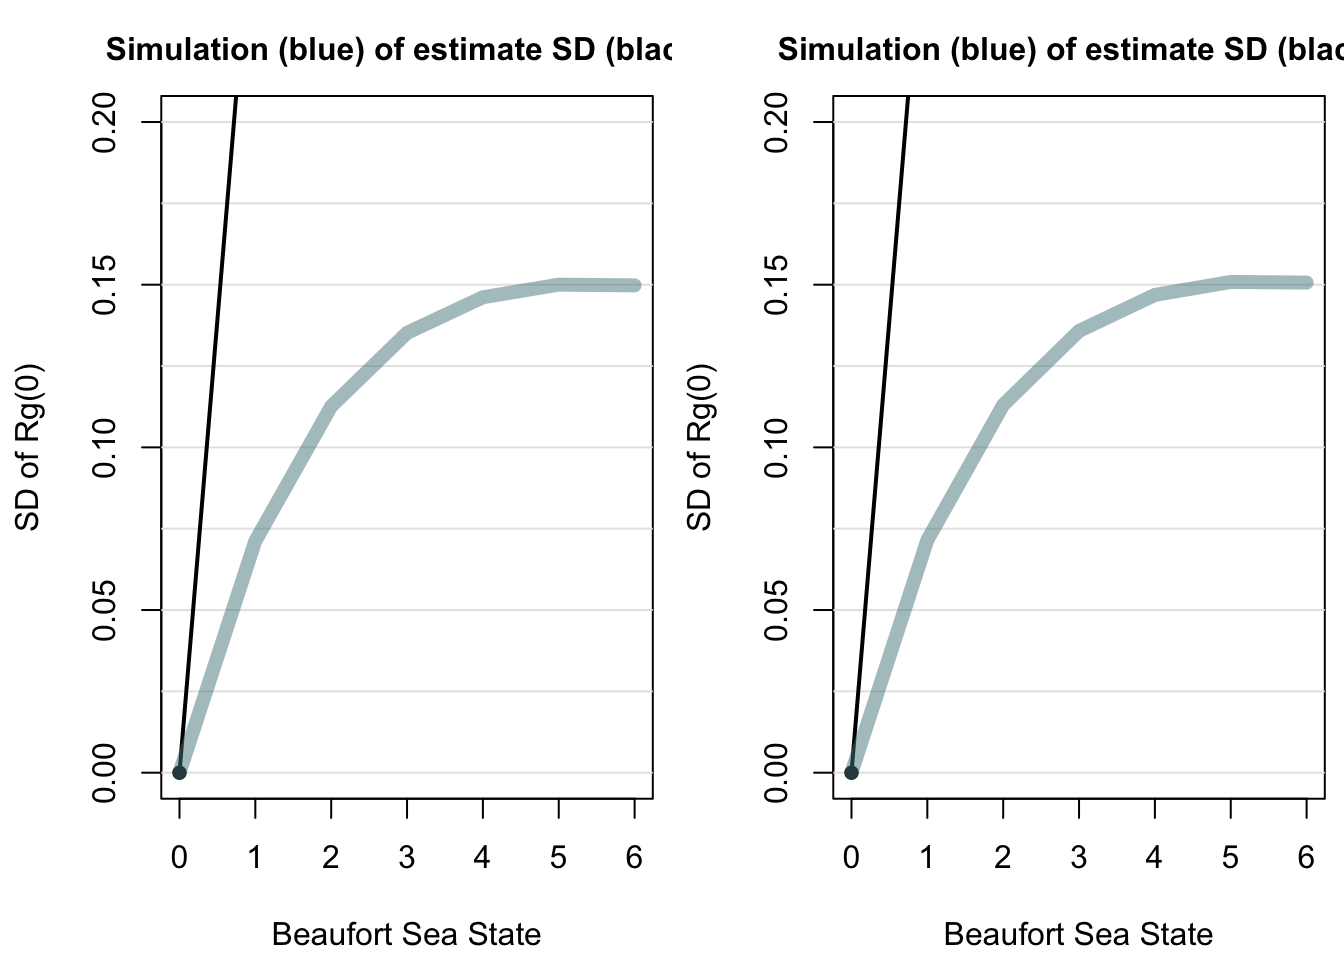 Simulation (blue) of estimate SD (blac
SD of Rg(0)
0.20
0.15
0.10
0.05
0.00
0 1 2 3 4 5 6
Beaufort Sea State
Simulation (blue) of estimate SD (blac
SD of Rg(0)
0.20
0.15
0.10
0.05
0.00
0 1 2 3 4 5 6
Beaufort Sea State